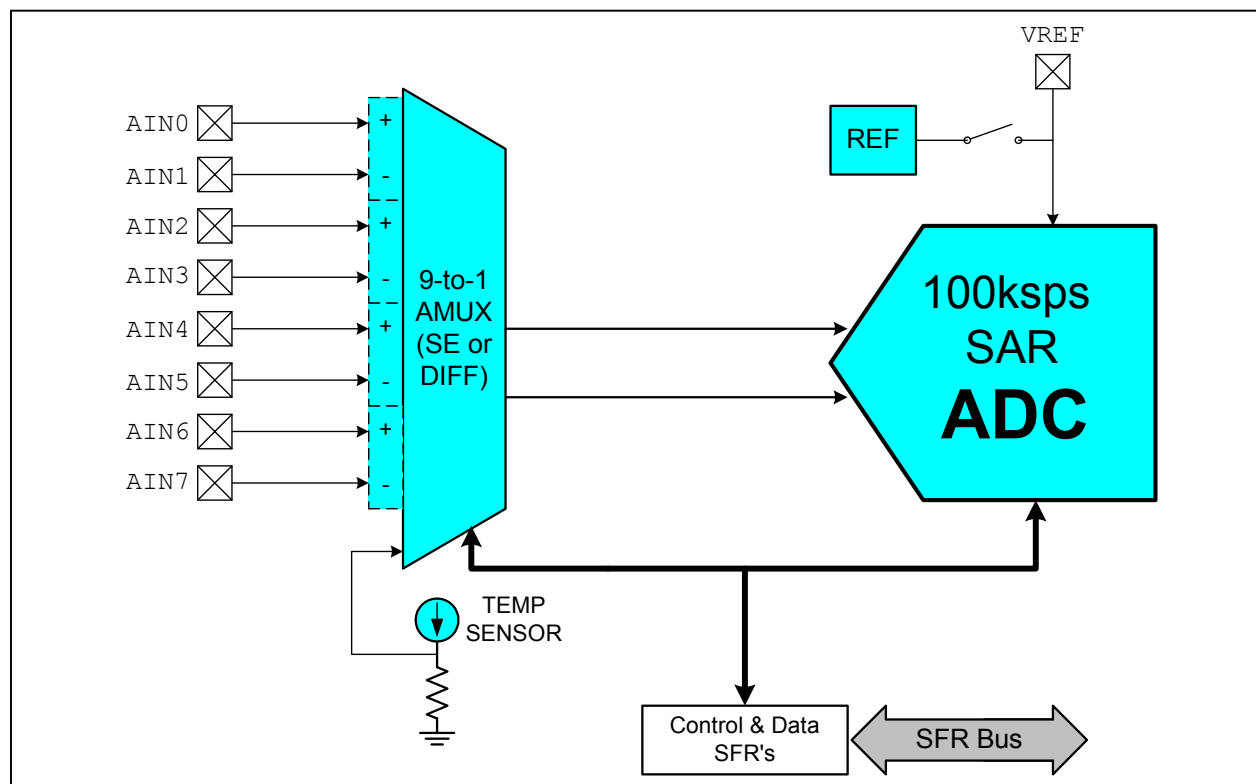 VREF
REF
AIN0
AIN1
AIN2
AIN3
AIN4
AIN5
AIN6
AIN7
+
-
+
-
+
-
+
-
9-to-1
AMUX
(SE or
DIFF)
100ksps
SAR
ADC
TEMP
SENSOR
Control & Data
SFR's
SFR Bus